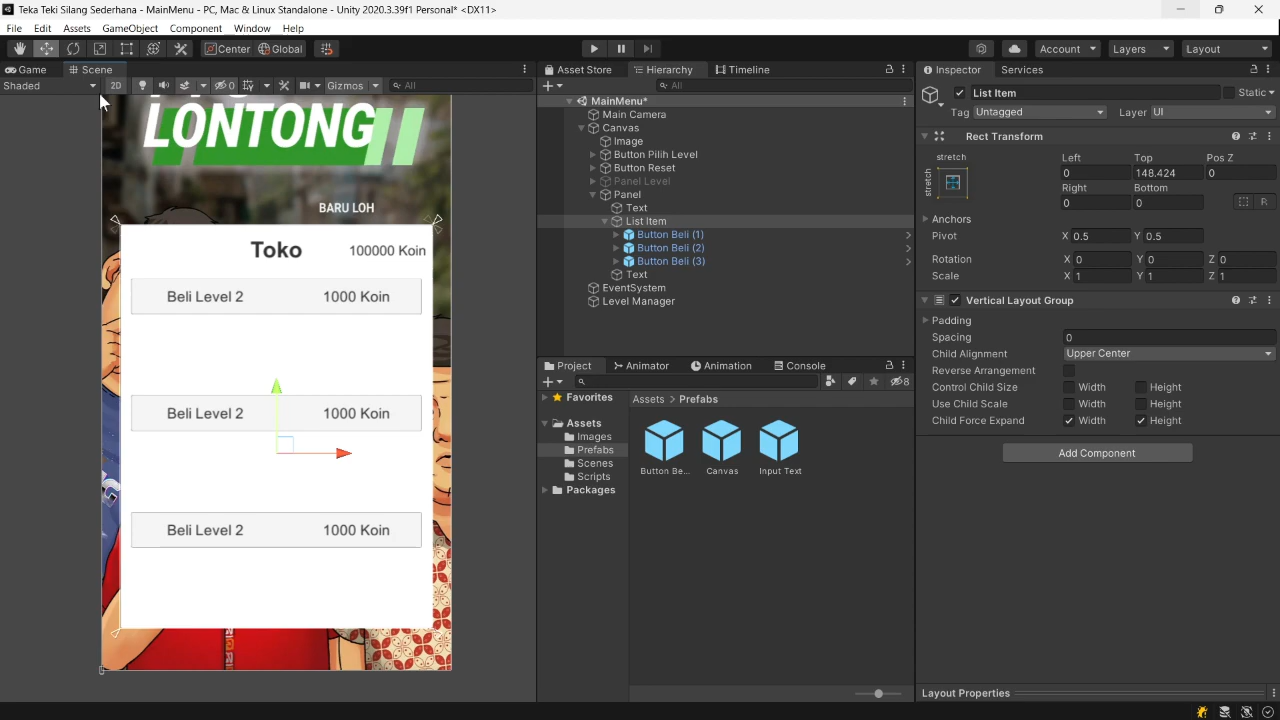 Teka Teki Silang Sederhana - MainMenu - PC, Mac & Linux Standalone - Unity 2020.3.39f1 Personal* <DX11>
File Edit Assets GameObject Component Window Help
Center Global Account Layers Layout
Game Scene
Shaded 2D 0 Gizmos All
LONTONG
BARU LOH
Toko 100000 Koin
Beli Level 2 1000 Koin
Beli Level 2 1000 Koin
Beli Level 2 1000 Koin
Asset Store Hierarchy Timeline
All
MainMenu*
Main Camera
Canvas
Image
Button Pilih Level
Button Reset
Panel Level
Panel
Text
List Item
Button Beli (1)
Button Beli (2)
Button Beli (3)
Text
EventSystem
Level Manager
Project Animator Animation Console
8
Favorites
Assets
Images
Prefabs
Scenes
Scripts
Packages
Assets > Prefabs
Button Be... Canvas Input Text
Inspector Services
List Item Static
Tag Untagged Layer UI
Rect Transform
stretch
stretch
Left Top Pos Z
0 148.424 0
Right Bottom
0 0 R
Anchors
Pivot X 0.5 Y 0.5
Rotation X 0 Y 0 Z 0
Scale X 1 Y 1 Z 1
Vertical Layout Group
Padding
Spacing 0
Child Alignment Upper Center
Reverse Arrangement
Control Child Size Width Height
Use Child Scale Width Height
Child Force Expand Width Height
Add Component
Layout Properties